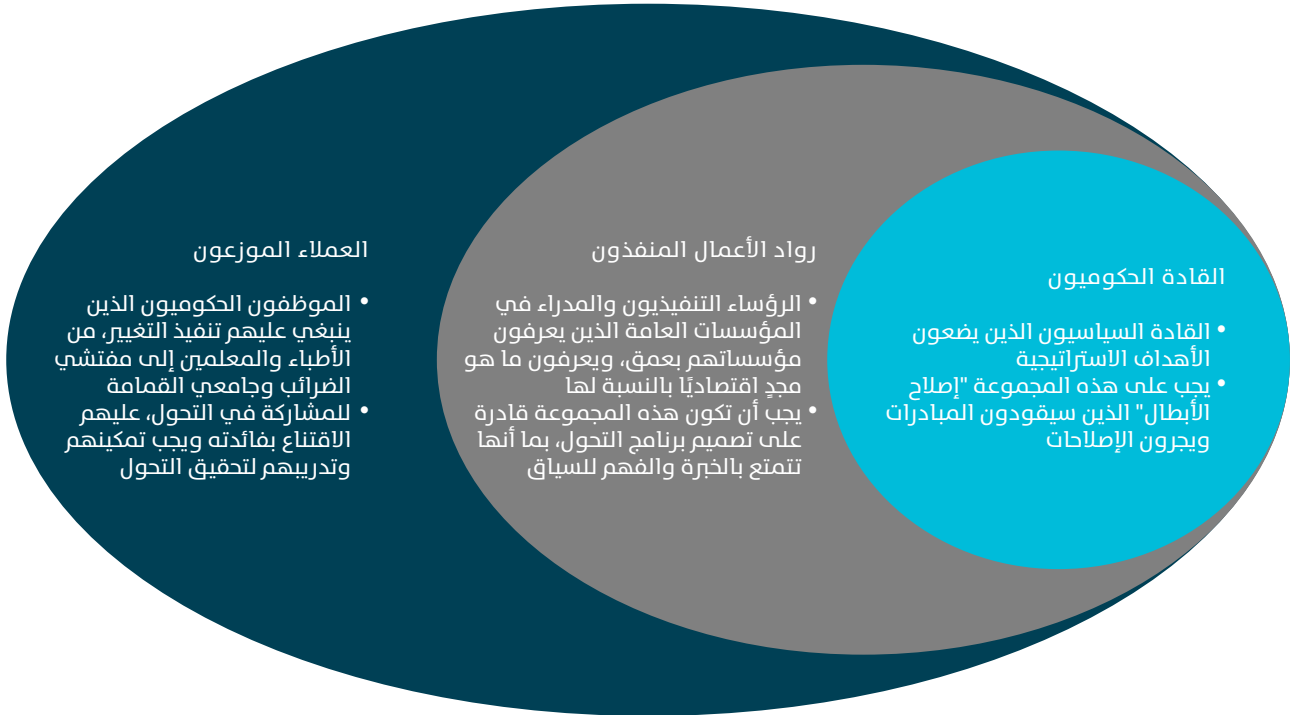 القادة الحكوميون
• القادة السياسيون الذين يضعون
الأهداف الاستراتيجية
• يجب على هذه المجموعة "إصلاح
الأبطال" الذين سيقودون المبادرات
ويجرون الإصلاحات
رواد الأعمال المنفذون
• الرؤساء التنفيذيون والمدراء في
المؤسسات العامة الذين يعرفون
مؤسساتهم بعمق، ويعرفون ما هو
مجدٍ اقتصاديًا بالنسبة لها
• يجب أن تكون هذه المجموعة قادرة
على تصميم برنامج التحول، بما أنها
تتمتع بالخبرة والفهم للسياق
العملاء الموزعون
• الموظفون الحكوميون الذين
ينبغي عليهم تنفيذ التغيير، من
الأطباء والمعلمين إلى مفتشي
الضرائب وجامعي القمامة
• للمشاركة في التحول، عليهم
الاقتناع بفائدته ويجب تمكينهم
وتدريبهم لتحقيق التحول